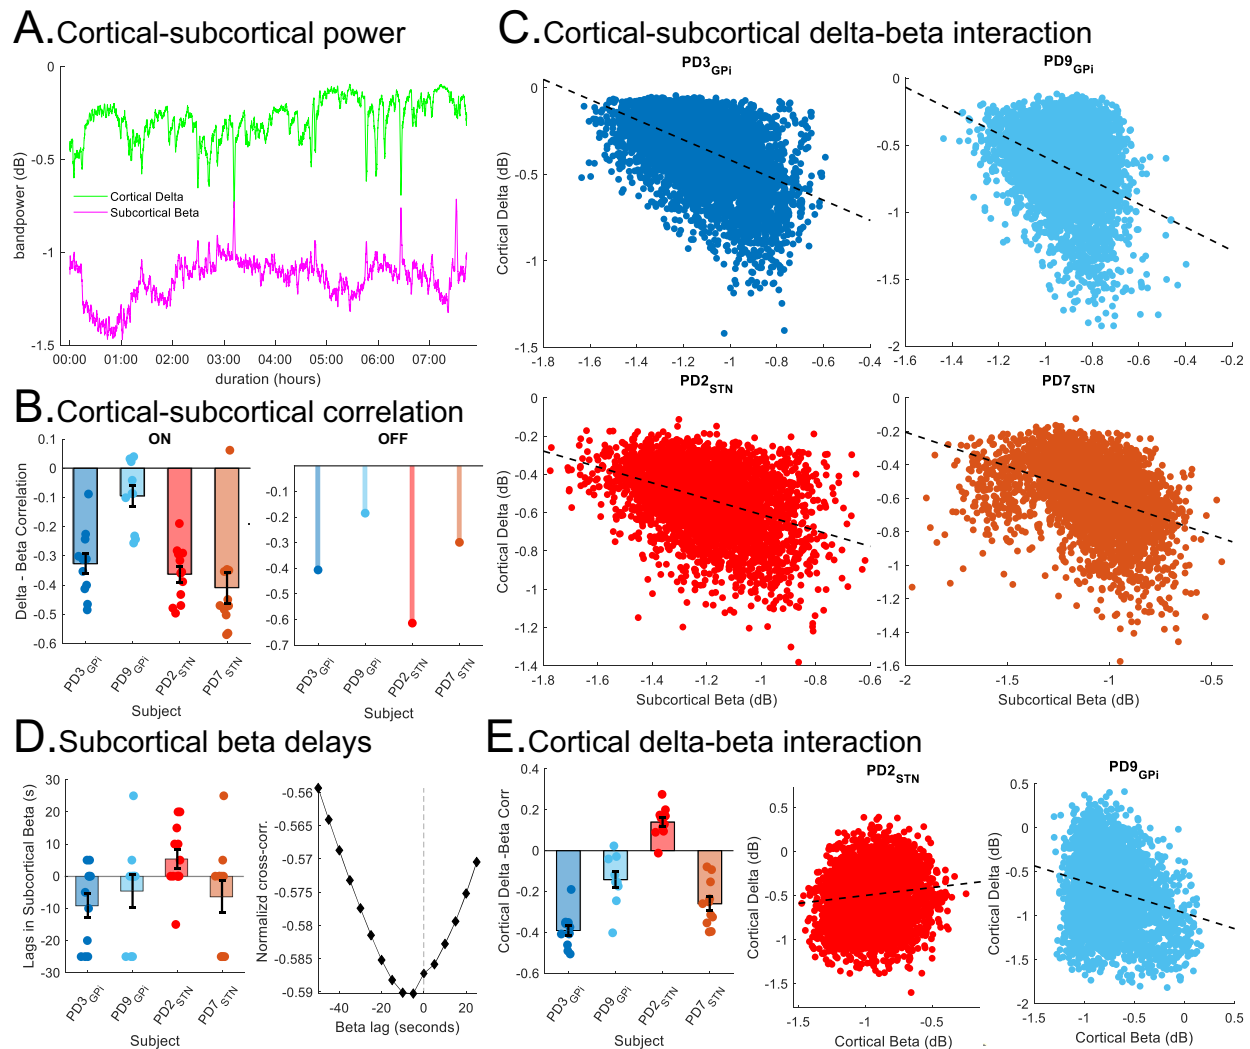 A.Cortical-subcortical power
0
-0.5
-1
-1.5
bandpower (dB)
Cortical Delta
Subcortical Beta
00:00 01:00 02:00 03:00 04:00 05:00 06:00 07:00
duration (hours)
B.Cortical-subcortical correlation
ON
0.1
0
-0.1
-0.2
-0.3
-0.4
-0.5
-0.6
Delta - Beta Correlation
PD3GPi PD9GPi PD2STN PD7STN
Subject
OFF
-0.1
-0.2
-0.3
-0.4
-0.5
-0.6
-0.7
PD3GPi PD9GPi PD2STN PD7STN
Subject
C.Cortical-subcortical delta-beta interaction
PD3GPi
0
-0.5
-1
-1.5
Cortical Delta (dB)
-1.6 -1.4 -1.2 -1 -0.8 -0.6 -0.4
PD9GPi
0
-0.5
-1
-1.5
-2
-1.6 -1.4 -1.2 -1 -0.8 -0.6 -0.4 -0.2
PD2STN
0
-0.2
-0.4
-0.6
-0.8
-1
-1.2
-1.4
Cortical Delta (dB)
-1.8 -1.6 -1.4 -1.2 -1 -0.8 -0.6
Subcortical Beta (dB)
PD7STN
0
-0.2
-0.4
-0.6
-0.8
-1
-1.2
-1.4
-1.6
-2 -1.5 -1 -0.5
Subcortical Beta (dB)
D.Subcortical beta delays
30
20
10
0
-10
-20
-30
Lags in Subcortical Beta (s)
PD3GPi PD9GPi PD2STN PD7STN
Subject
-0.56
-0.565
-0.57
-0.575
-0.58
-0.585
-0.59
Normalizd cross-corr.
-40 -20 0 20
Beta lag (seconds)
E.Cortical delta-beta interaction
0.4
0.2
0
-0.2
-0.4
-0.6
Cortical Delta -Beta Corr
PD3GPi PD9GPi PD2STN PD7STN
Subject
PD2STN
0.5
0
-0.5
-1
-1.5
Cortical Delta (dB)
-1.5 -1 -0.5
Cortical Beta (dB)
PD9GPi
0.5
0
-0.5
-1
-1.5
-2
Cortical Delta (dB)
-1 -0.5 0 0.5
Cortical Beta (dB)